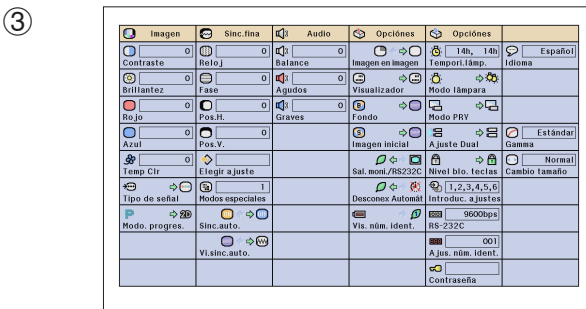 ③
Imagen Sinc.fina Audio Opciónes Opciónes
0 0 0 14h, 14h Español
Contraste Reloj Balance Imagen en imagen Tempori.lámp. Idioma
0 0 0
Brillantez Fase Agudos Visualizador Modo lámpara
0 0 0 B
Rojo Pos.H. Graves Fondo Modo PRV
0 0 S Estándar
Azul Pos.V. Imagen inicial Ajuste Dual Gamma
0 Normal
Temp Clr Elegir ajuste Sal. moni./RS232C Nivel blo. teclas Cambio tamaño
1 1,2,3,4,5,6
Tipo de señal Modos especiales Desconex Automát Introduc. ajustes
P 2D 9600bps
Modo. progres. Sinc.auto. Vis. núm. ident. RS-232C
001
Vi.sinc.auto. Ajus. núm. ident.
Contraseña